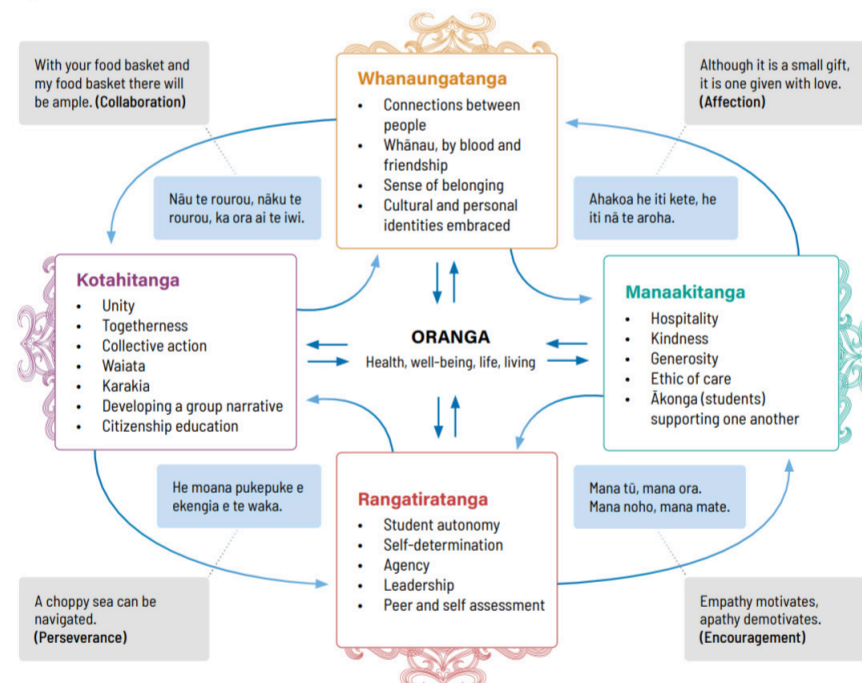 With your food basket and
my food basket there will
be ample. (Collaboration)
Whanaungatanga
• Connections between
people
• Whānau, by blood and
friendship
• Sense of belonging
• Cultural and personal
identities embraced
Although it is a small gift,
it is one given with love.
(Affection)
Nāu te rourou, nāku te
rourou, ka ora ai te iwi.
Ahakoa he iti kete, he
iti nā te aroha.
Kotahitanga
• Unity
• Togetherness
• Collective action
• Waiata
• Karakia
• Developing a group narrative
• Citizenship education
ORANGA
Health, well-being, life, living
Manaakitanga
• Hospitality
• Kindness
• Generosity
• Ethic of care
• Ākonga (students)
supporting one another
He moana pukepuke e
ekengia e te waka.
Rangatiratanga
• Student autonomy
• Self-determination
• Agency
• Leadership
• Peer and self assessment
Mana tū, mana ora.
Mana noho, mana mate.
A choppy sea can be
navigated.
(Perseverance)
Empathy motivates,
apathy demotivates.
(Encouragement)